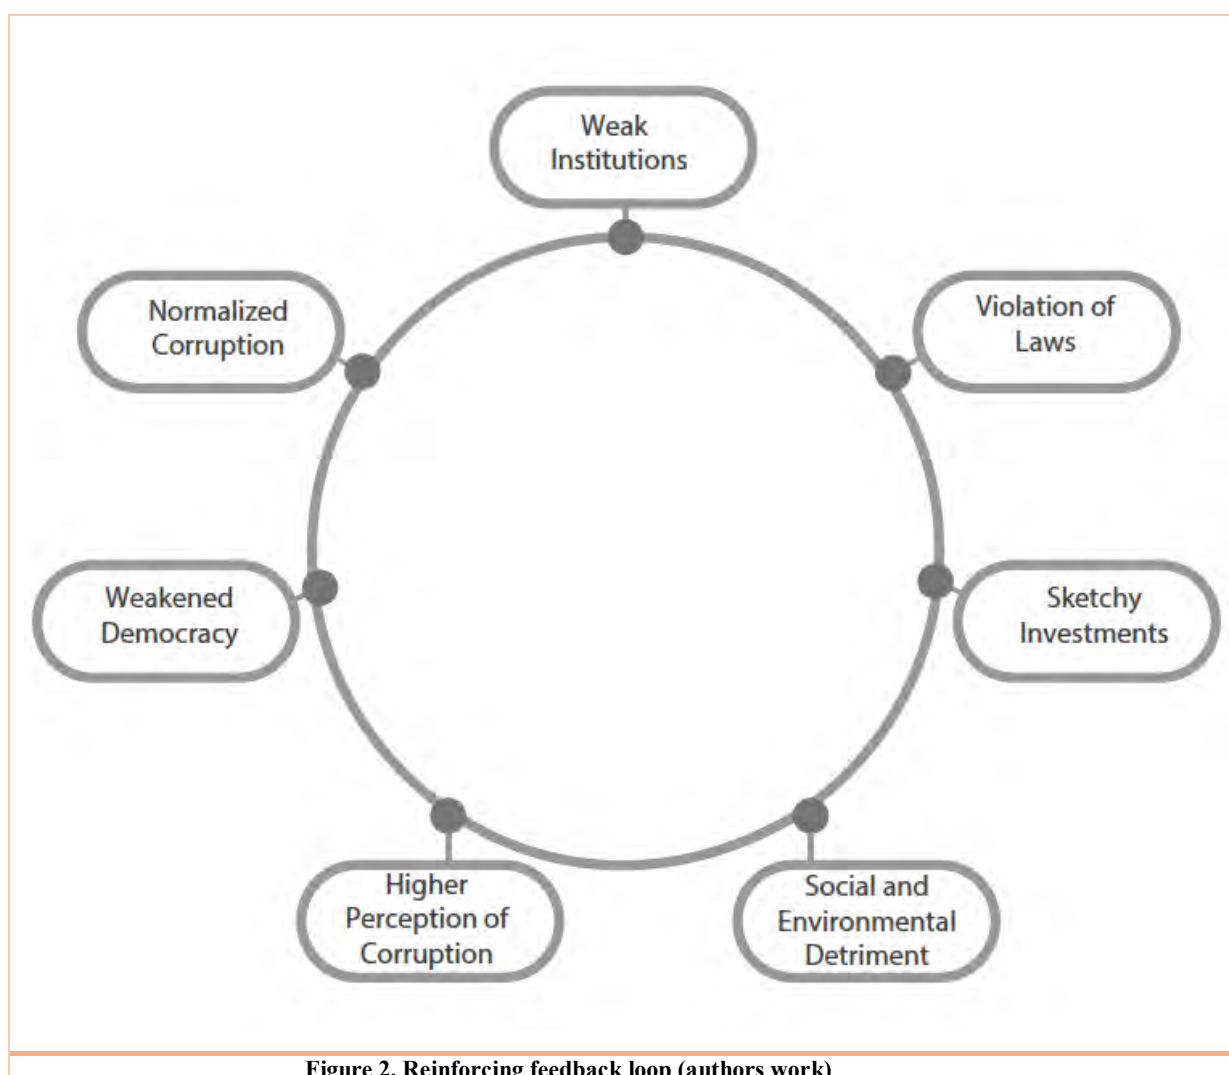 Weak
Institutions
Violation of
Laws
Sketchy
Investments
Social and
Environmental
Detriment
Higher
Perception of
Corruption
Weakened
Democracy
Normalized
Corruption
Figure 2. Reinforcing feedback loop (authors work)